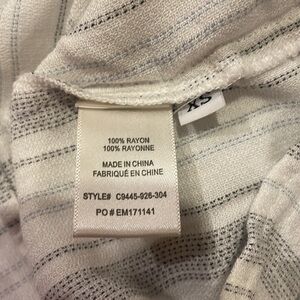 XS
100% RAYON
100% RAYONNE
MADE IN CHINA
FABRIQUÉ EN CHINE
STYLE# C9445-926-304
PO # EM171141